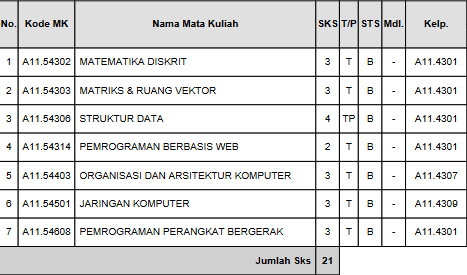 No. Kode MK Nama Mata Kuliah SKS T/P STS Mdl. Kelp.
1 A11.54302 MATEMATIKA DISKRIT 3 T B - A11.4301
2 A11.54303 MATRIKS & RUANG VEKTOR 3 T B - A11.4301
3 A11.54306 STRUKTUR DATA 4 TP B - A11.4301
4 A11.54314 PEMROGRAMAN BERBASIS WEB 2 T B - A11.4301
5 A11.54403 ORGANISASI DAN ARSITEKTUR KOMPUTER 3 T B - A11.4307
6 A11.54501 JARINGAN KOMPUTER 3 T B - A11.4309
7 A11.54608 PEMROGRAMAN PERANGKAT BERGERAK 3 T B - A11.4301
Jumlah Sks 21